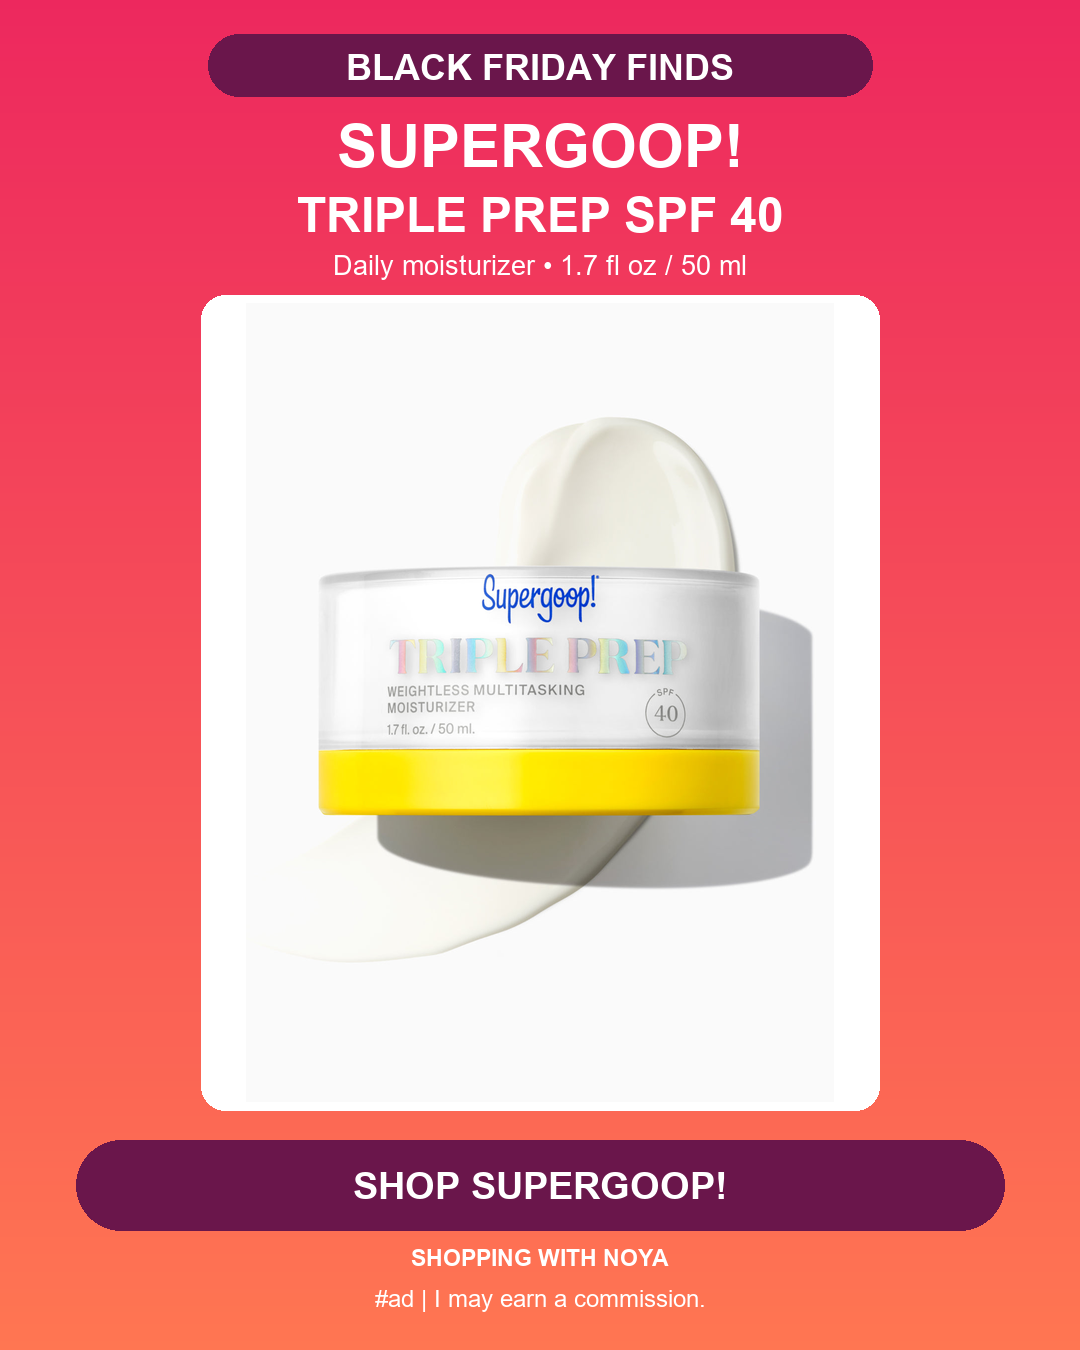 BLACK FRIDAY FINDS
SUPERGOOP!
TRIPLE PREP SPF 40
Daily moisturizer • 1.7 fl oz / 50 ml
Supergoop!
TRIPLE PREP
WEIGHTLESS MULTITASKING
MOISTURIZER
1.7 fl. oz. / 50 ml.
SPF
40
SHOP SUPERGOOP!
SHOPPING WITH NOYA
#ad | I may earn a commission.